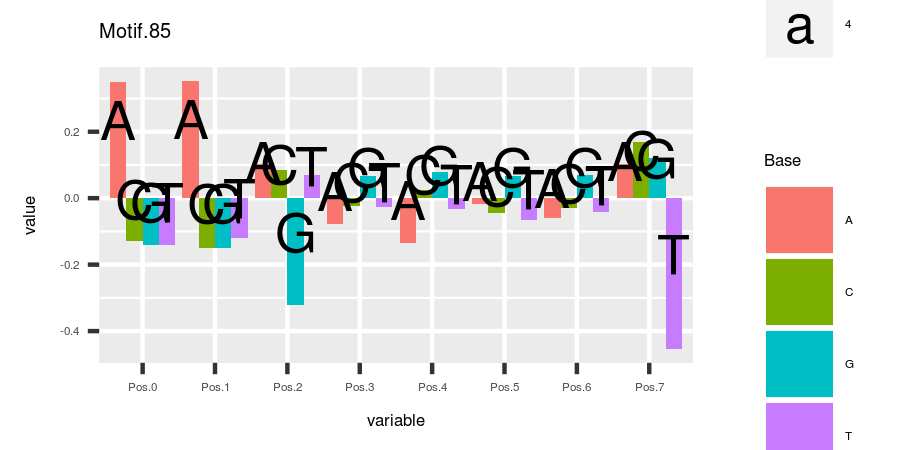 Motif.85
a 4
value
0.2
0.0
-0.2
-0.4
A C G T A C G T A C G T A C G T A C G T A C G T A C G T A C G T
Pos.0 Pos.1 Pos.2 Pos.3 Pos.4 Pos.5 Pos.6 Pos.7
variable
Base
A
C
G
T